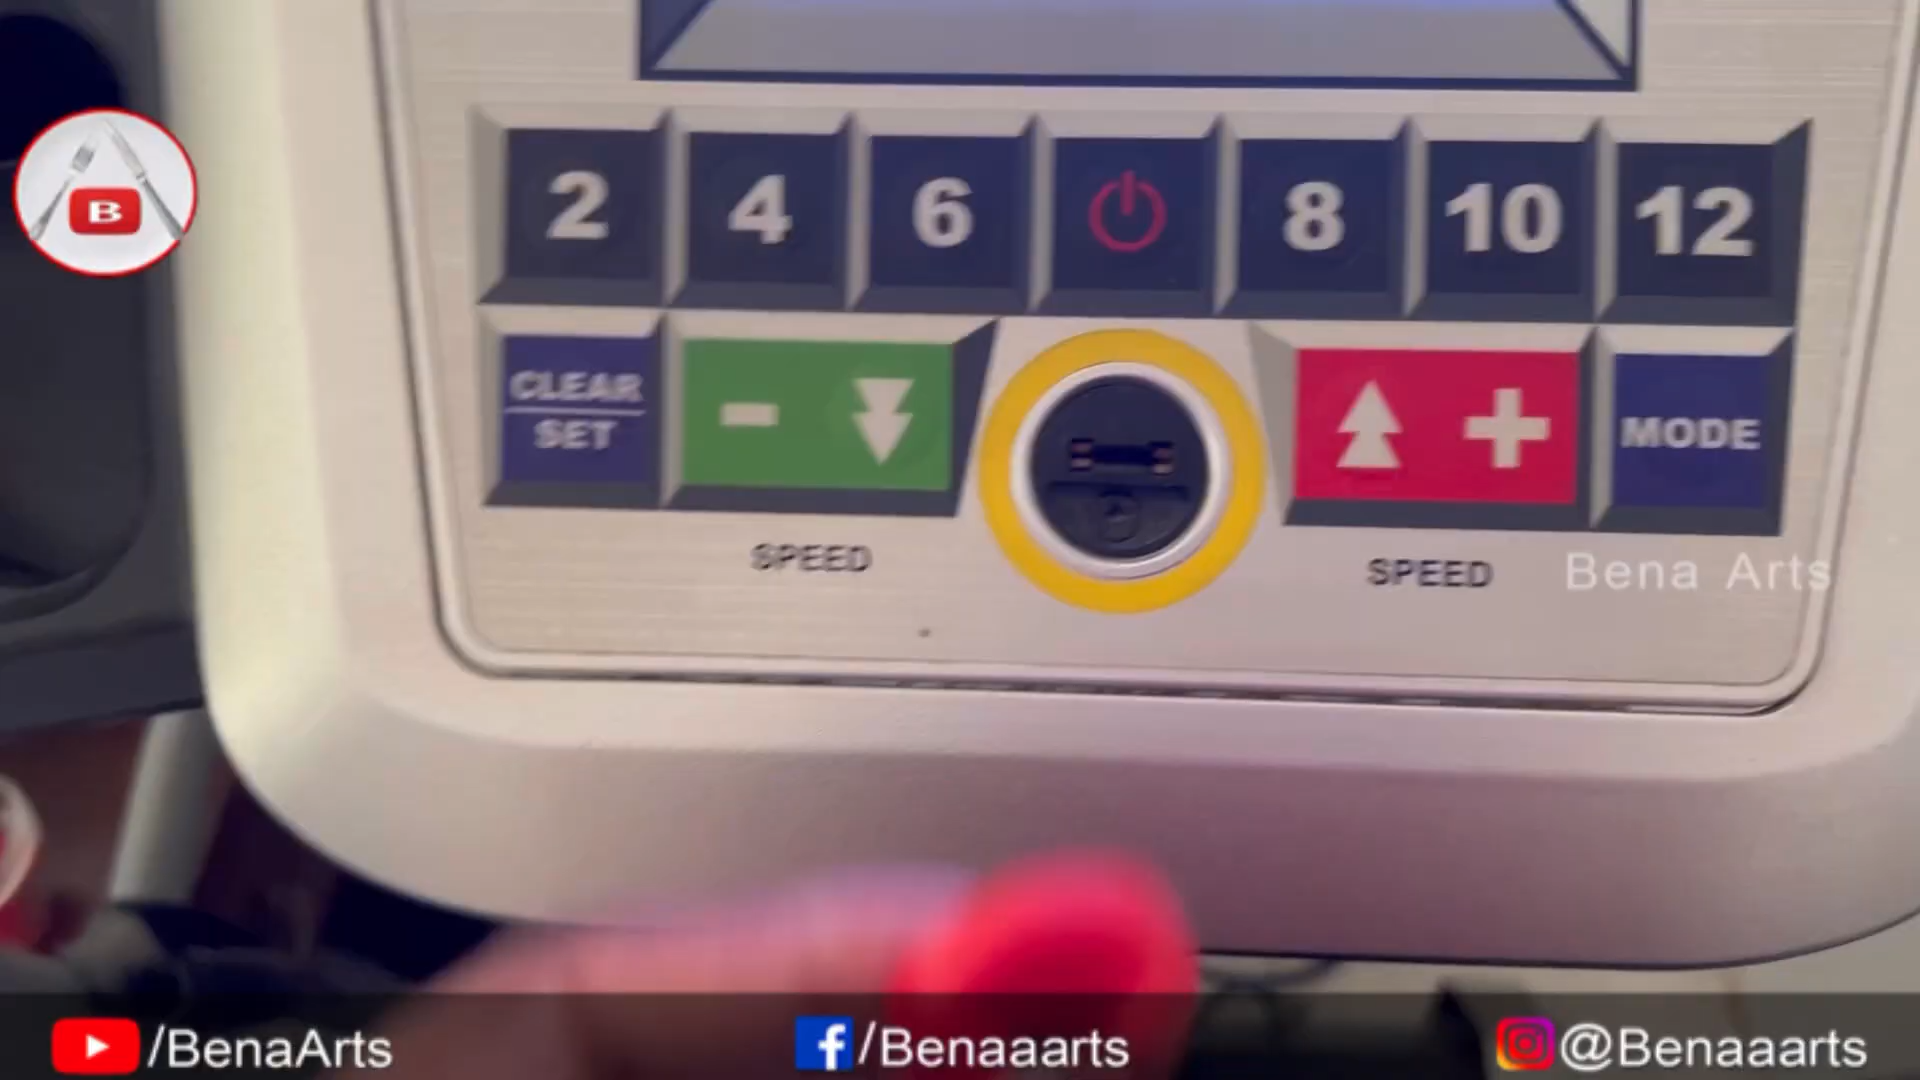 B
2 4 6 8 10 12
CLEAR
SET
- + MODE
SPEED SPEED
Bena Arts
/BenaArts /Benaaarts @Benaaarts